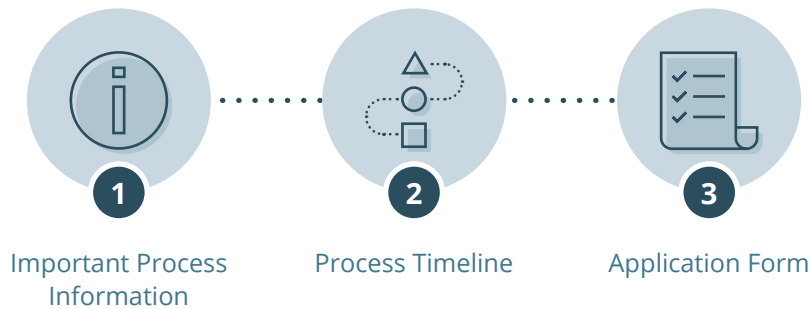 1
Important Process
Information
2
Process Timeline
3
Application Form